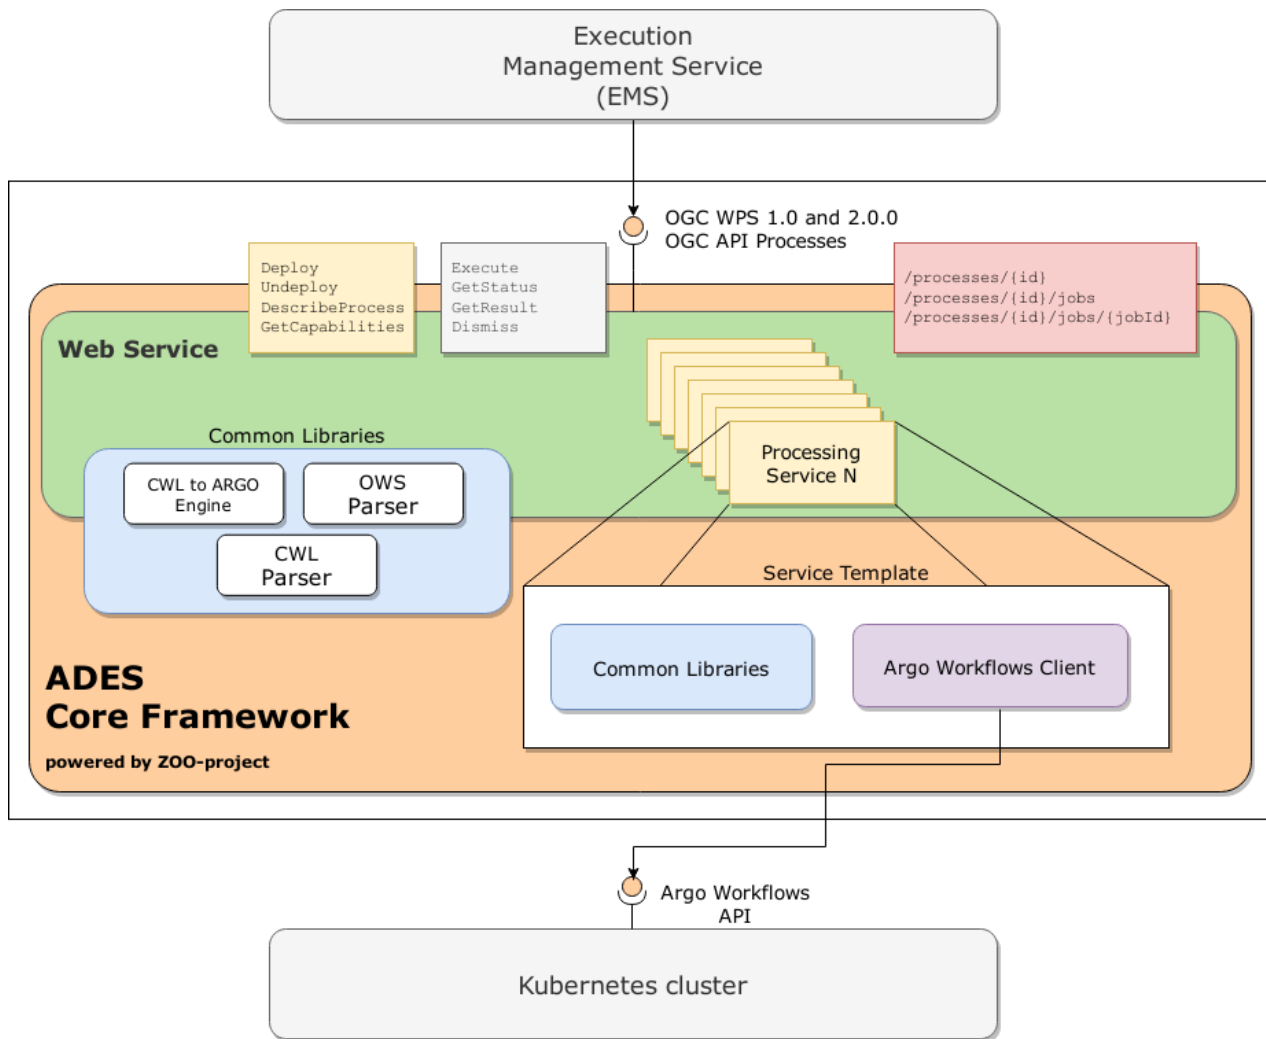 Execution
Management Service
(EMS)
OGC WPS 1.0 and 2.0.0
OGC API Processes
Deploy
Undeploy
DescribeProcess
GetCapabilities
Execute
GetStatus
GetResult
Dismiss
/processes/{id}
/processes/{id}/jobs
/processes/{id}/jobs/{jobId}
Web Service
Common Libraries
CWL to ARGO
Engine
OWS
Parser
CWL
Parser
Processing
Service N
Service Template
Common Libraries
Argo Workflows Client
ADES
Core Framework
powered by ZOO-project
Argo Workflows
API
Kubernetes cluster